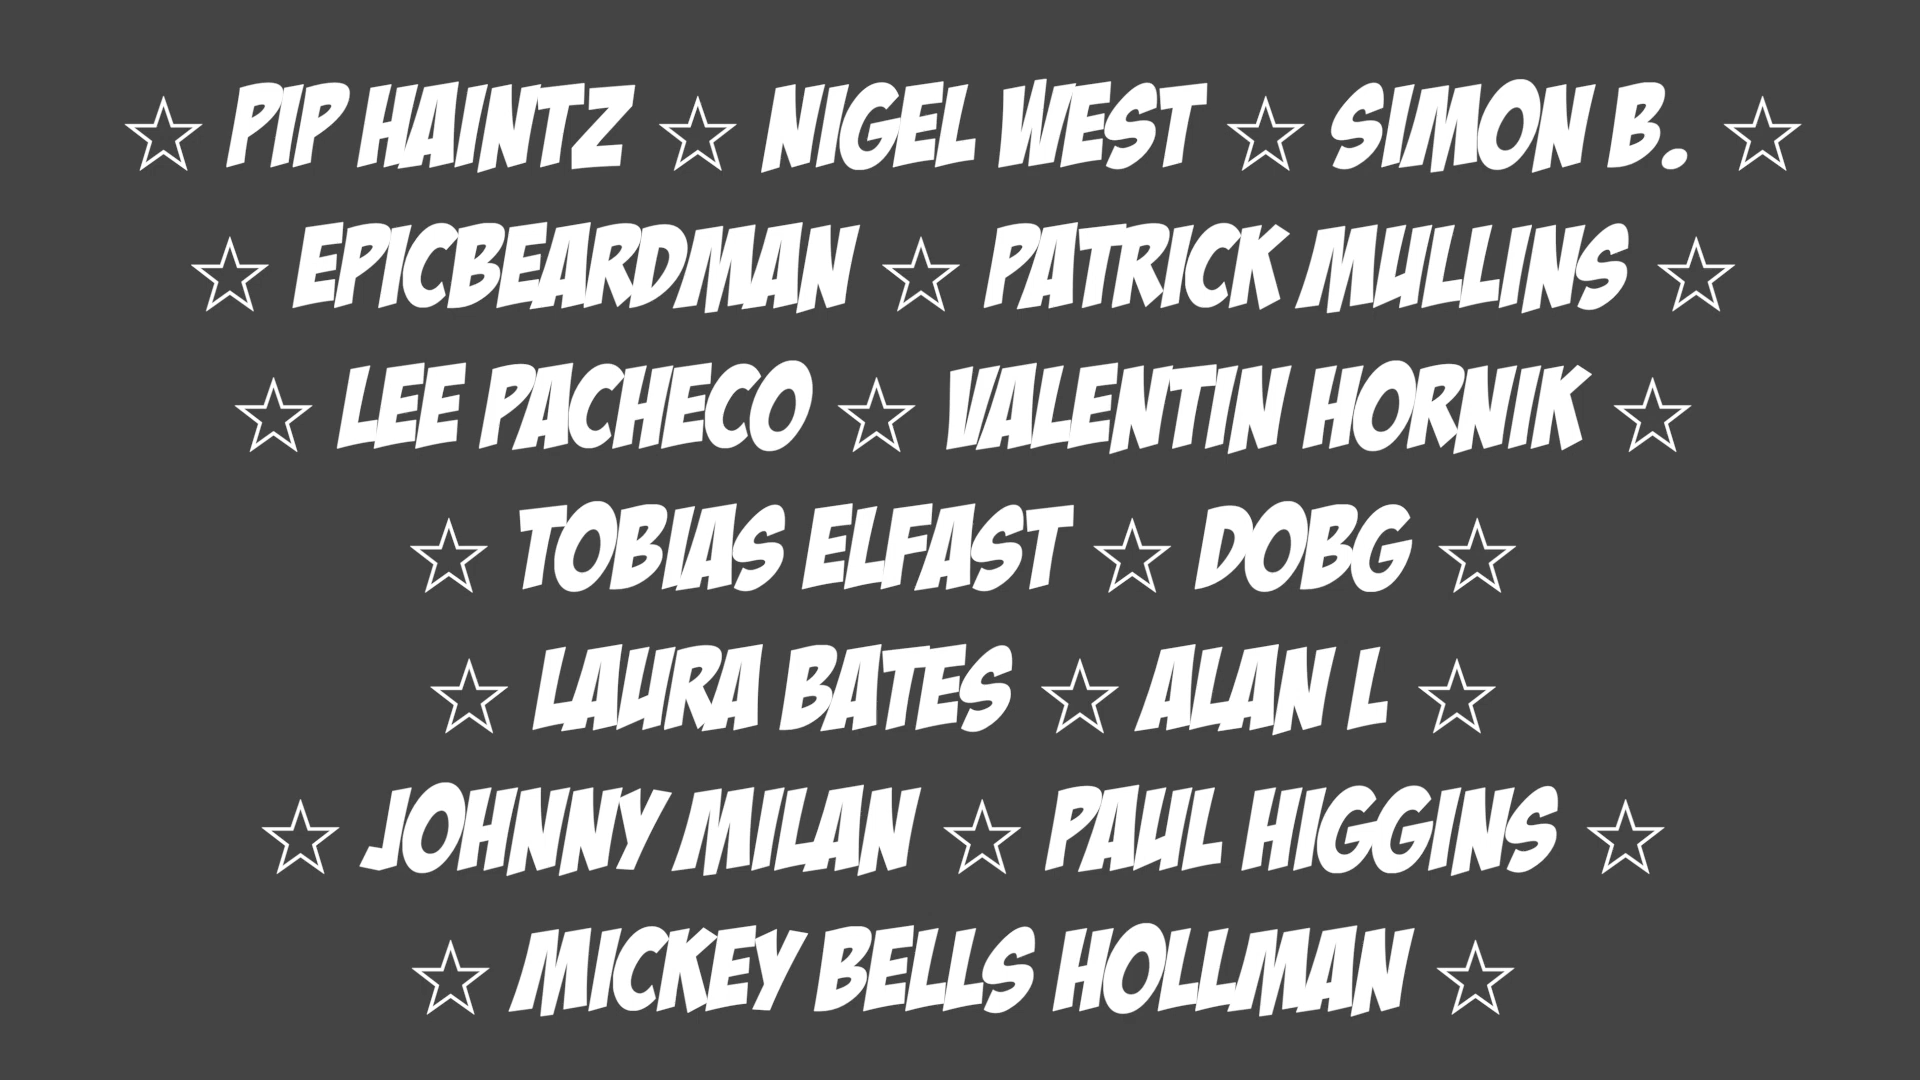 ☆ PIP HAINTZ ☆ NIGEL WEST ☆ SIMON B. ☆
☆ EPICBEARDMAN ☆ PATRICK MULLINS ☆
☆ LEE PACHECO ☆ VALENTIN HORNIK ☆
☆ TOBIAS ELFAST ☆ DOBG ☆
☆ LAURA BATES ☆ ALAN L ☆
☆ JOHNNY MILAN ☆ PAUL HIGGINS ☆
☆ MICKEY BELLS HOLLMAN ☆